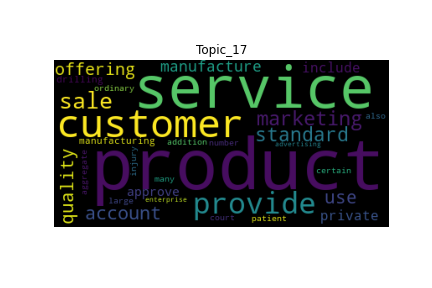 Topic_17
offering manufacture include
drilling
ordinary service
sale
customer marketing also
standard
manufacturing addition number advertising
quality aggregate injury product certain
many
approve use
large enterprise provide
account court patient private